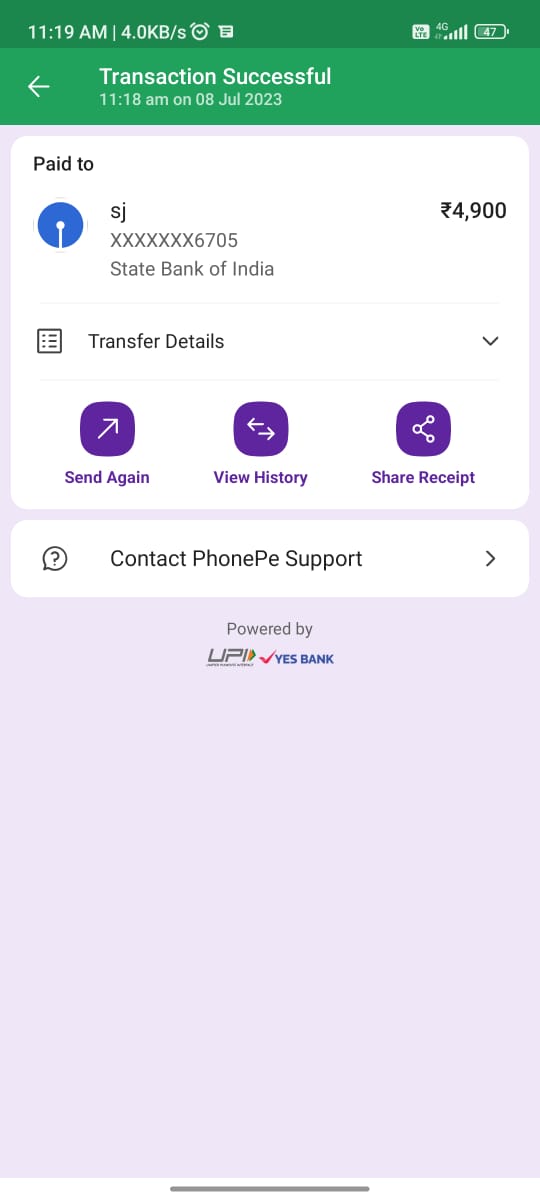 11:19 AM | 4.0KB/s
Vo LTE 4G 47
Transaction Successful
11:18 am on 08 Jul 2023
Paid to
sj
₹4,900
XXXXXXX6705
State Bank of India
Transfer Details
Send Again
View History
Share Receipt
Contact PhonePe Support
Powered by
UPI YES BANK